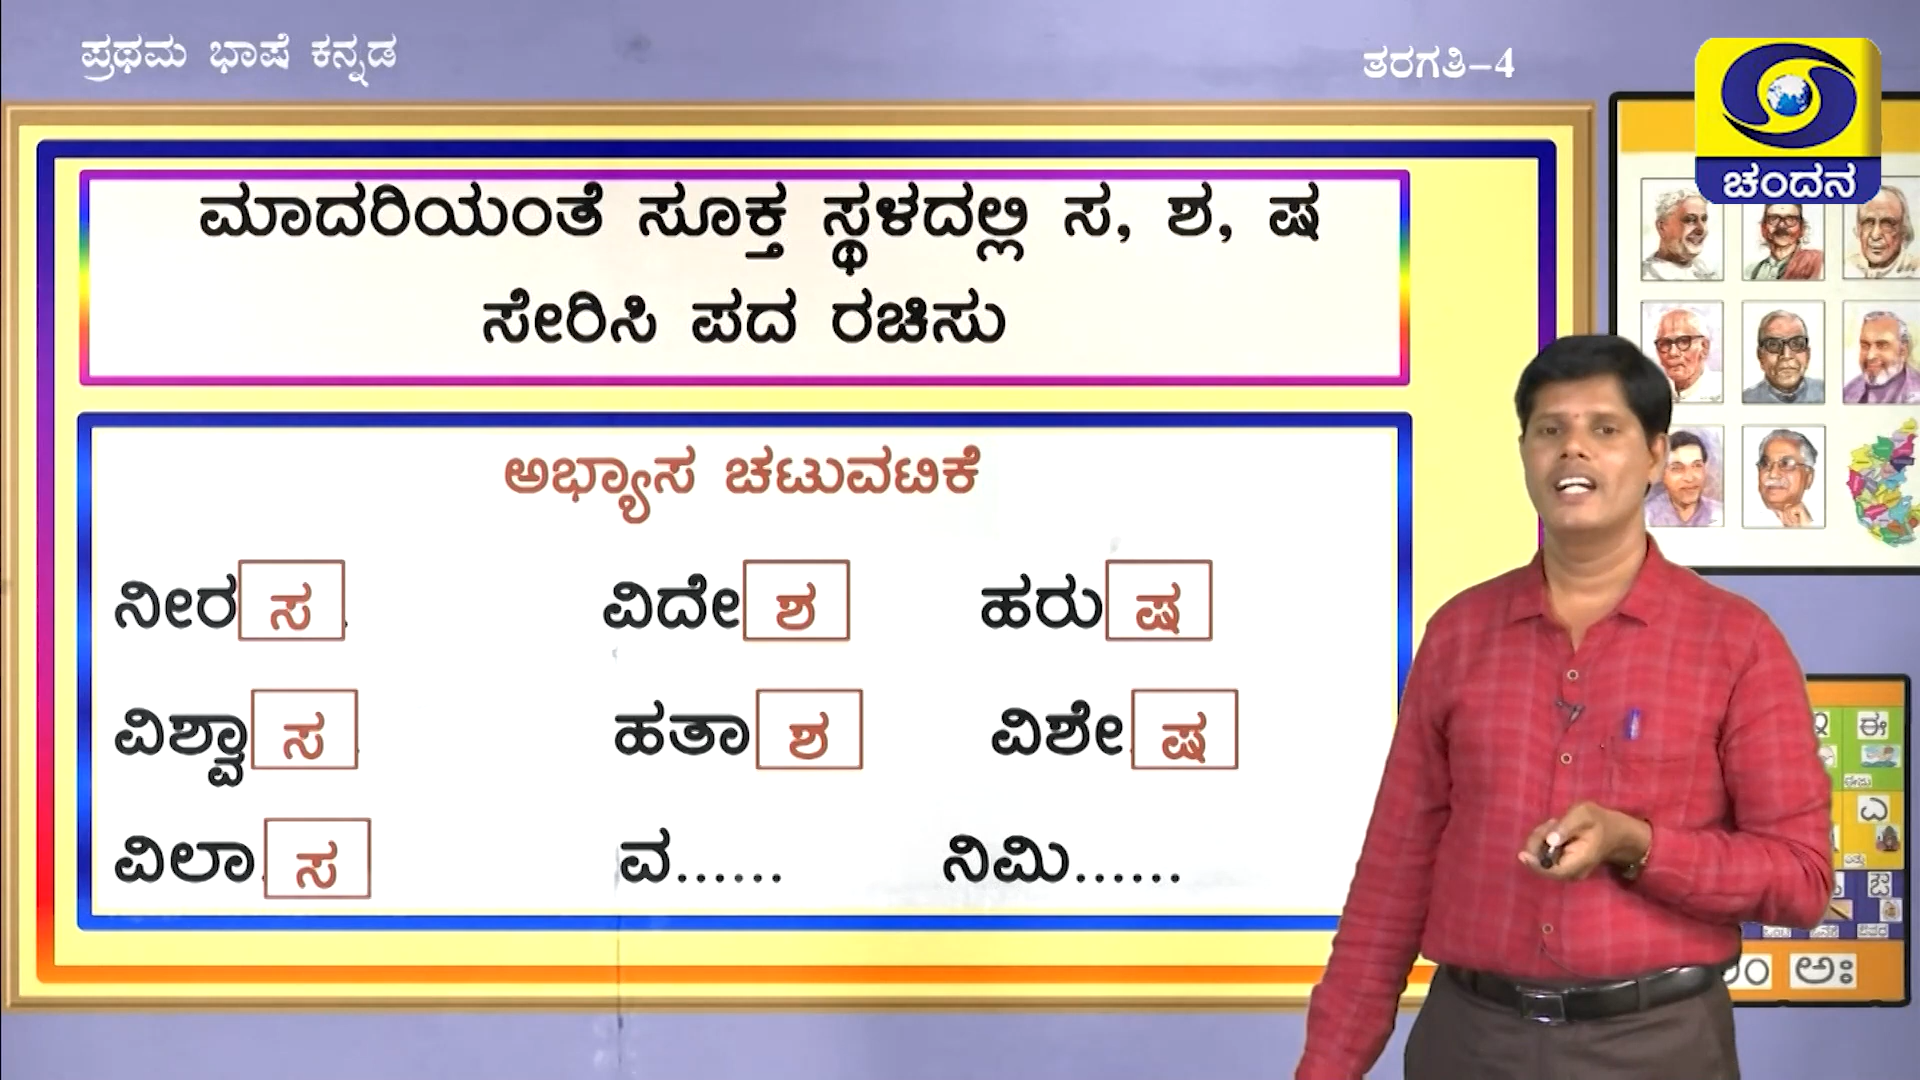 ಪ್ರಥಮ ಭಾಷೆ ಕನ್ನಡ
ತರಗತಿ-4
ಚಂದನ
ಮಾದರಿಯಂತೆ ಸೂಕ್ತ ಸ್ಥಳದಲ್ಲಿ ಸ, ಶ, ಷ
ಸೇರಿಸಿ ಪದ ರಚಿಸು
ಅಭ್ಯಾಸ ಚಟುವಟಿಕೆ
ನೀರ ಸ ವಿದೇ ಶ ಹರು ಷ
ವಿಶ್ವಾ ಸ ಹತಾ ಶ ವಿಶೇ ಷ
ವಿಲಾ ಸ ವ...... ನಿಮಿ......
ಈ
ಎ
ಅಃ